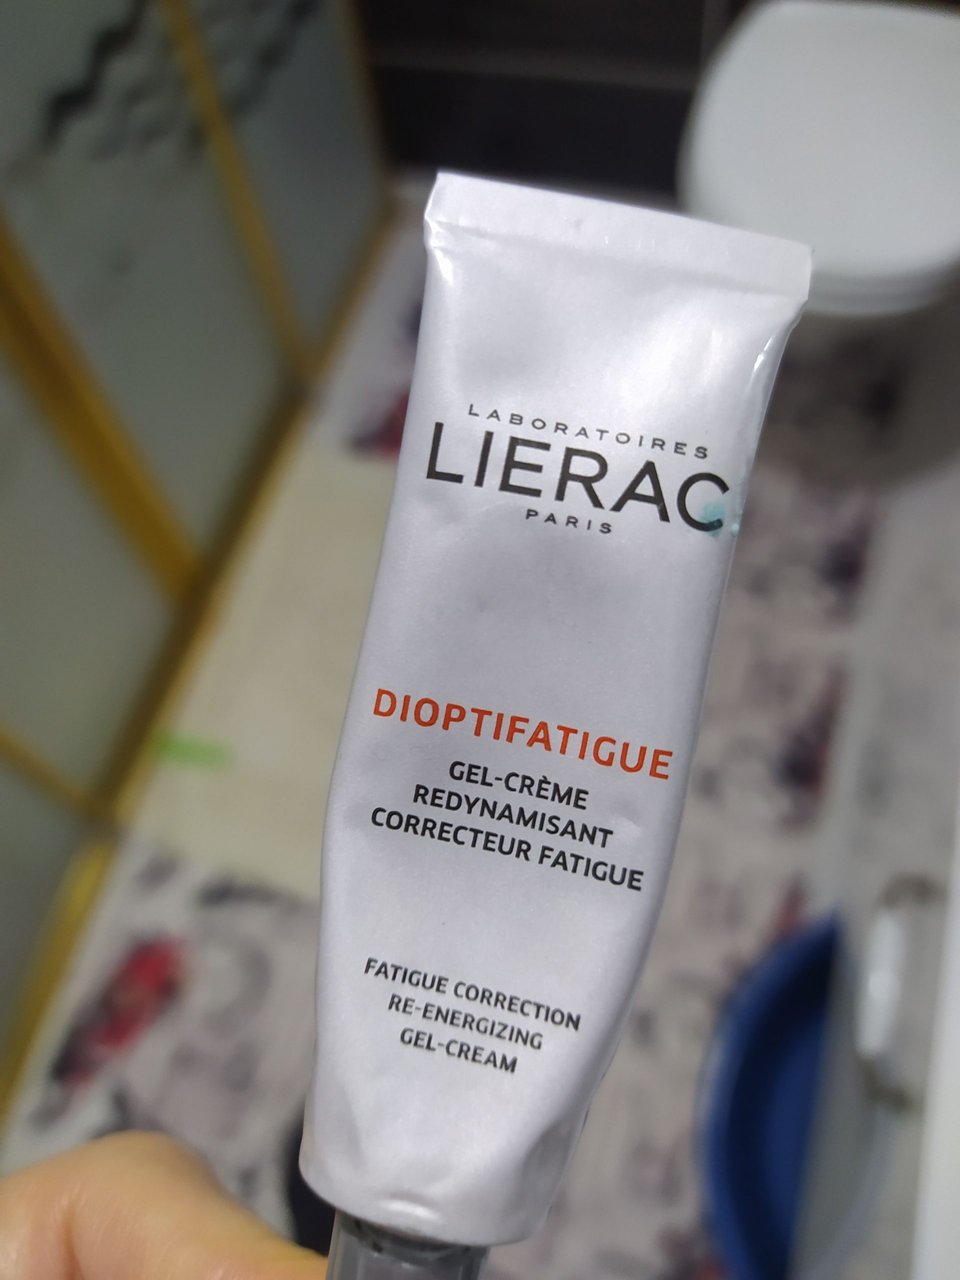 LABORATOIRES
LIERAC
PARIS
DIOPTIFATIGUE
GEL-CRÈME
REDYNAMISANT
CORRECTEUR FATIGUE
FATIGUE CORRECTION
RE-ENERGIZING
GEL-CREAM